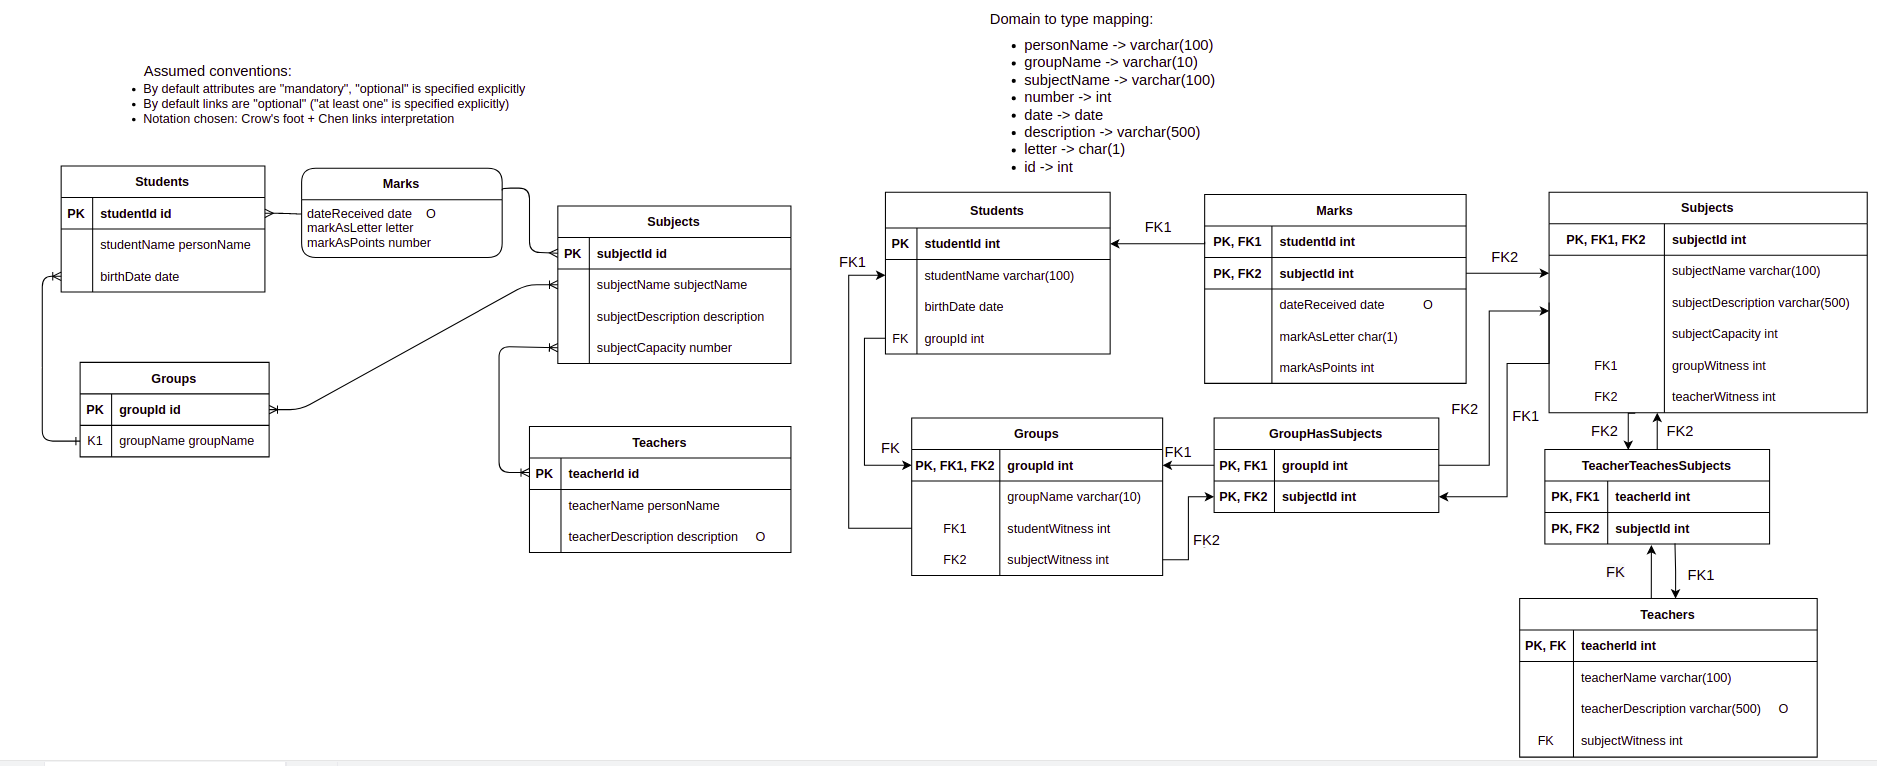 Domain to type mapping:
personName -> varchar(100)
groupName -> varchar(10)
subjectName -> varchar(100)
number -> int
date -> date
description -> varchar(500)
letter -> char(1)
id -> int
Assumed conventions:
By default attributes are "mandatory", "optional" is specified explicitly
By default links are "optional" ("at least one" is specified explicitly)
Notation chosen: Crow's foot + Chen links interpretation
Students
PK studentId id
studentName personName
birthDate date
Marks
dateReceived date O
markAsLetter letter
markAsPoints number
Subjects
PK subjectId id
subjectName subjectName
subjectDescription description
subjectCapacity number
Groups
PK groupId id
K1 groupName groupName
Teachers
PK teacherId id
teacherName personName
teacherDescription description O
Students
PK studentId int
studentName varchar(100)
birthDate date
FK groupId int
FK1
FK1
Marks
PK, FK1 studentId int
PK, FK2 subjectId int
dateReceived date O
markAsLetter char(1)
markAsPoints int
FK2
Subjects
PK, FK1, FK2 subjectId int
subjectName varchar(100)
subjectDescription varchar(500)
subjectCapacity int
FK1 groupWitness int
FK2 teacherWitness int
FK
Groups
PK, FK1, FK2 groupId int
groupName varchar(10)
FK1 studentWitness int
FK2 subjectWitness int
FK1
FK2
GroupHasSubjects
PK, FK1 groupId int
PK, FK2 subjectId int
FK2
FK1
FK2
FK2
TeacherTeachesSubjects
PK, FK1 teacherId int
PK, FK2 subjectId int
FK
FK1
Teachers
PK, FK teacherId int
teacherName varchar(100)
teacherDescription varchar(500) O
FK subjectWitness int